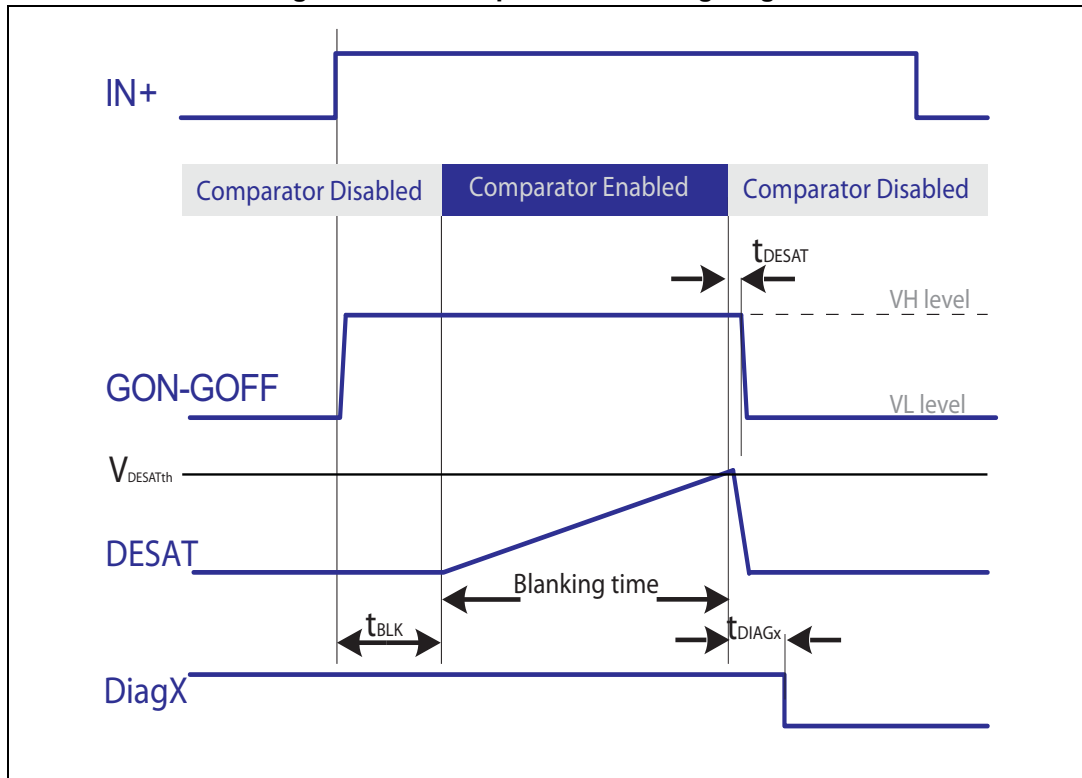 IN+
Comparator Disabled
Comparator Enabled
Comparator Disabled
tDESAT
VH level
GON-GOFF
VL level
VDESATth
DESAT
Blanking time
tBLK
tDIAGx
DiagX